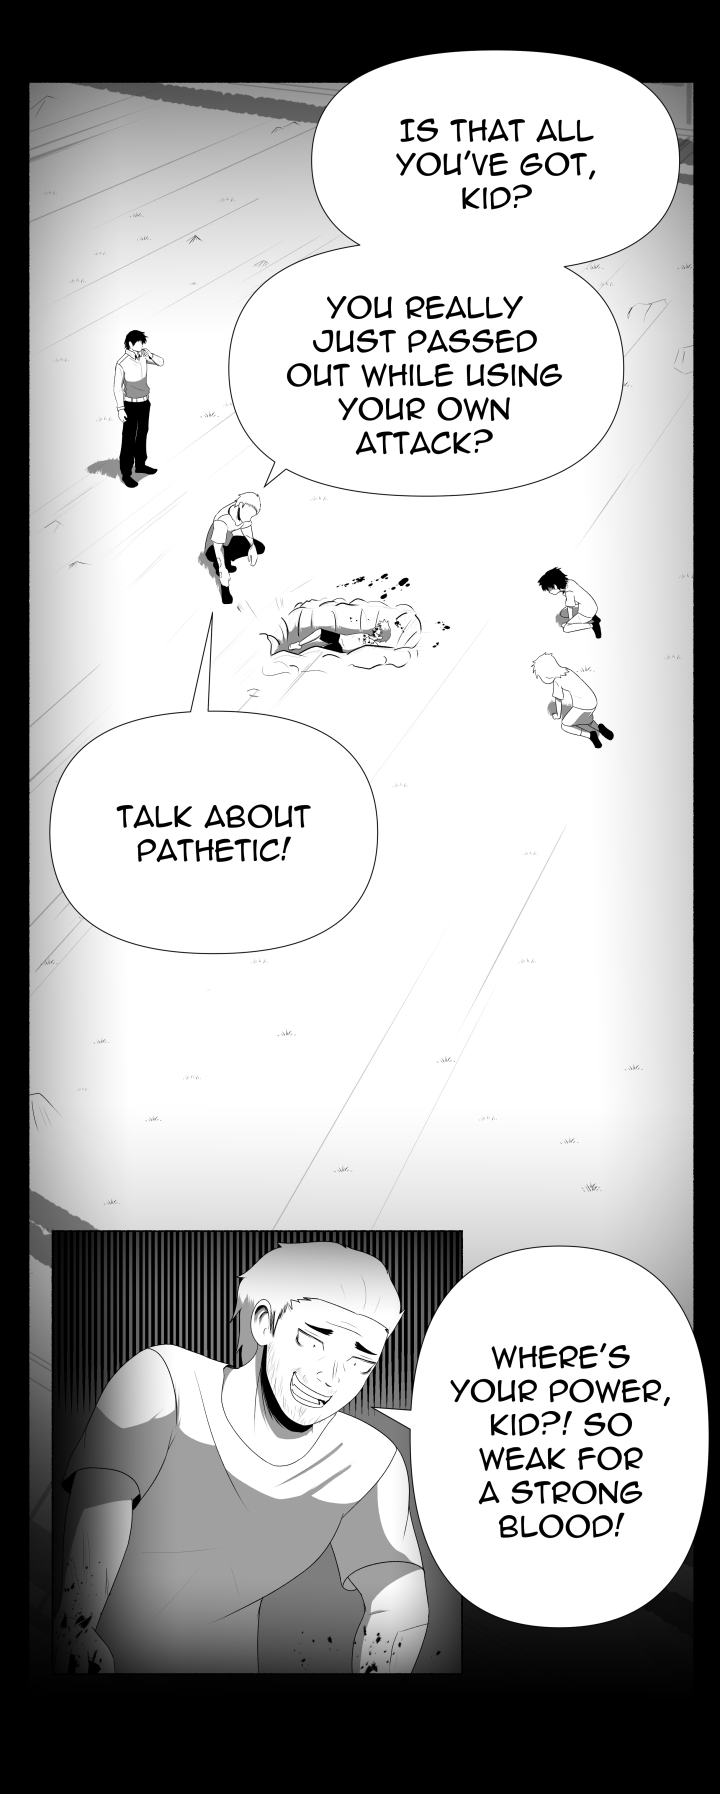 IS THAT ALL
YOU'VE GOT,
KID?
YOU REALLY
JUST PASSED
OUT WHILE USING
YOUR OWN
ATTACK?
TALK ABOUT
PATHETIC!
WHERE'S
YOUR POWER,
KID?! SO
WEAK FOR
A STRONG
BLOOD!